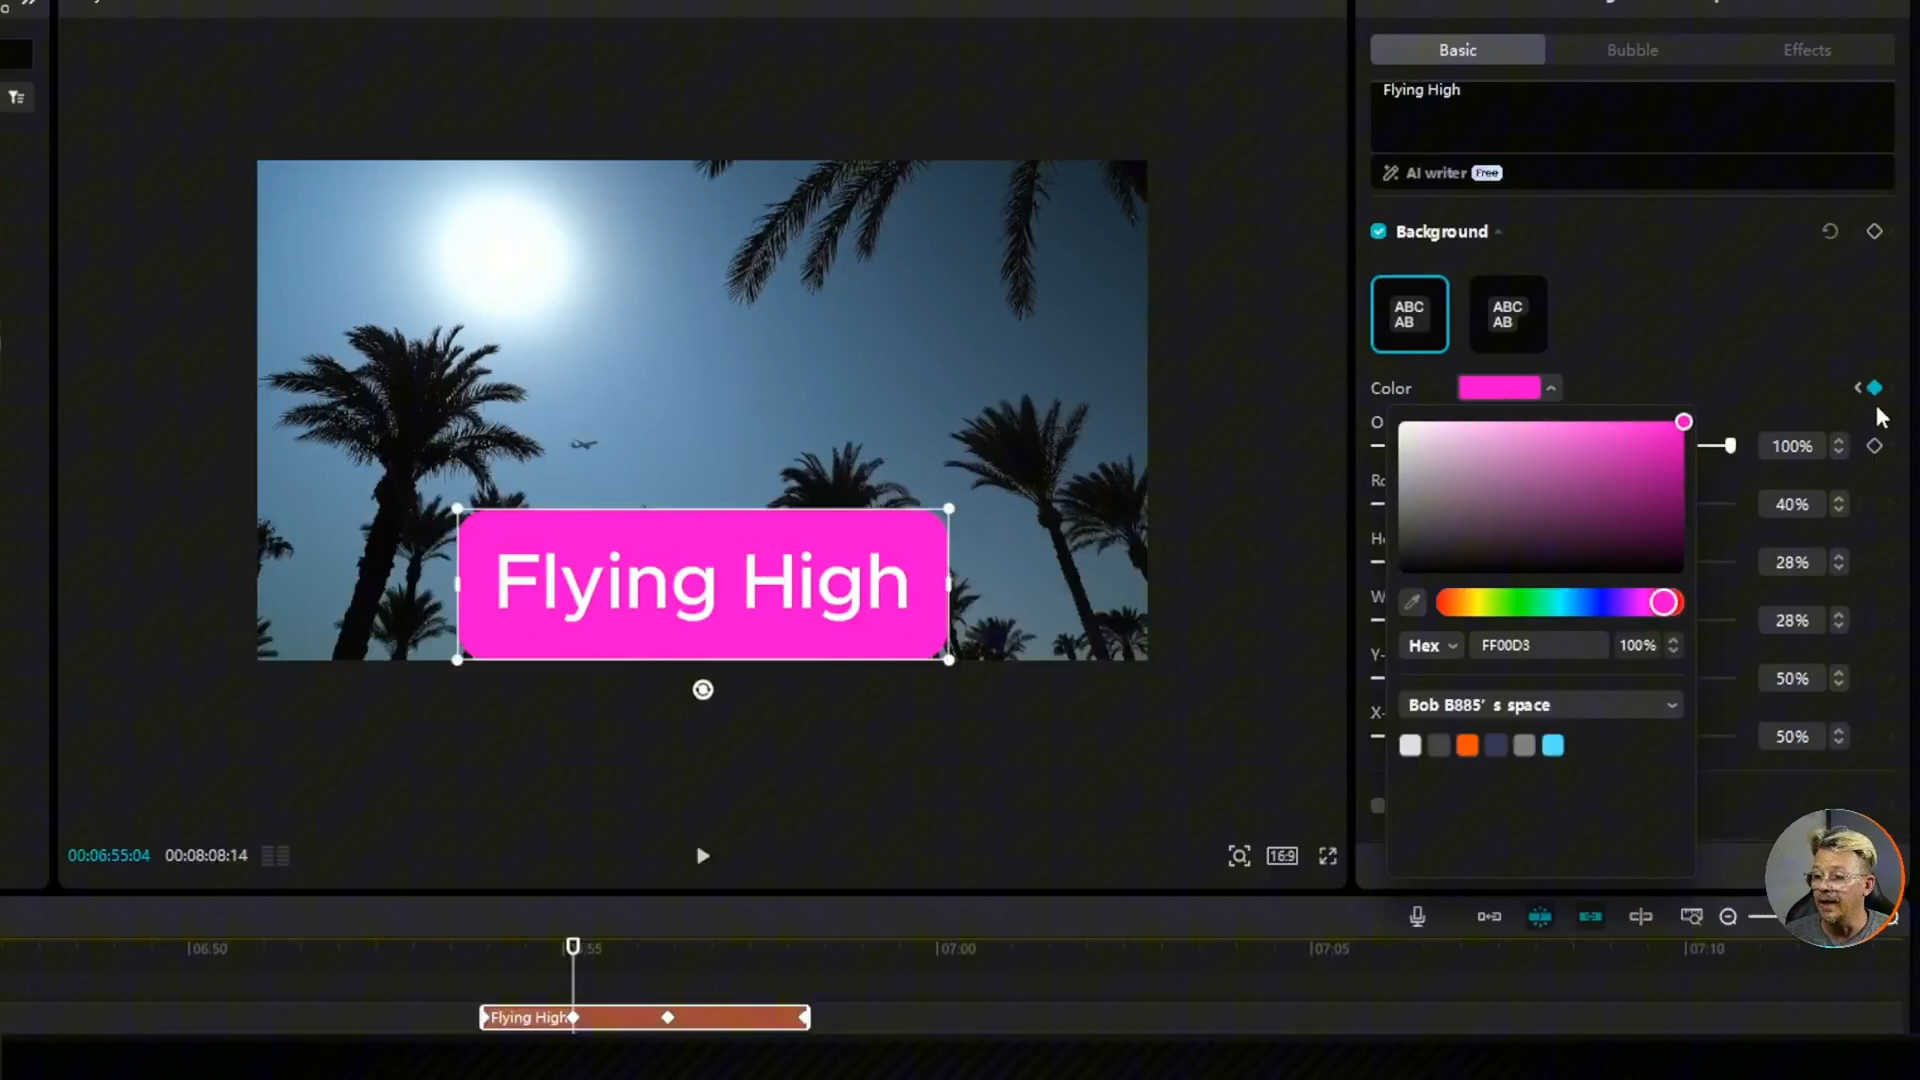 Basic
Bubble
Effects
Flying High
AI writer Free
Background
ABC
AB
ABC
AB
Color
100%
40%
28%
28%
50%
50%
Hex
FF00D3
100%
Bob B885' s space
Flying High
00:06:55:04
00:08:08:14
16:9
06:50
55
07:00
07:05
07:10
Flying High